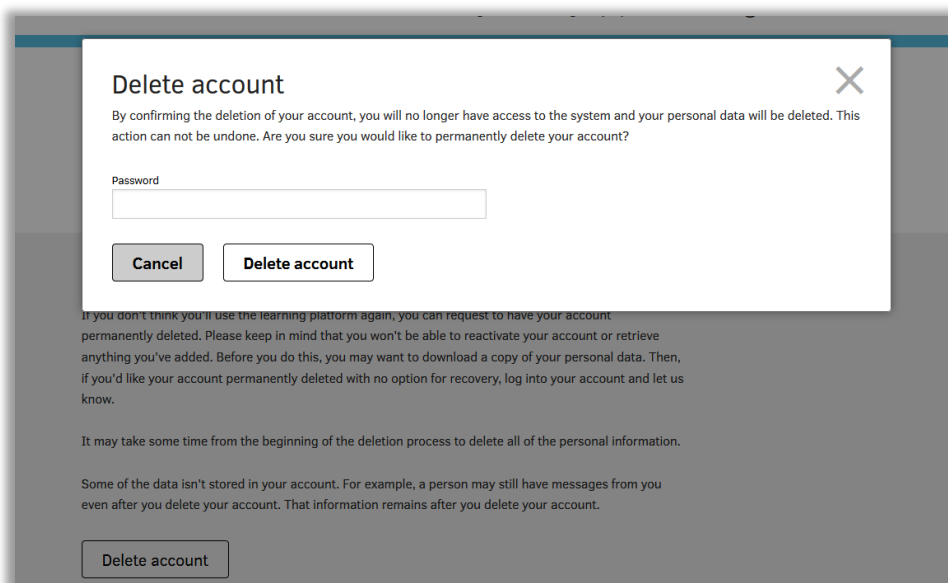 Delete account
By confirming the deletion of your account, you will no longer have access to the system and your personal data will be deleted. This
action can not be undone. Are you sure you would like to permanently delete your account?
Password
Cancel
Delete account
If you don't think you'll use the learning platform again, you can request to have your account
permanently deleted. Please keep in mind that you won't be able to reactivate your account or retrieve
anything you've added. Before you do this, you may want to download a copy of your personal data. Then,
if you'd like your account permanently deleted with no option for recovery, log into your account and let us
know.
It may take some time from the beginning of the deletion process to delete all of the personal information.
Some of the data isn't stored in your account. For example, a person may still have messages from you
even after you delete your account. That information remains after you delete your account.
Delete account